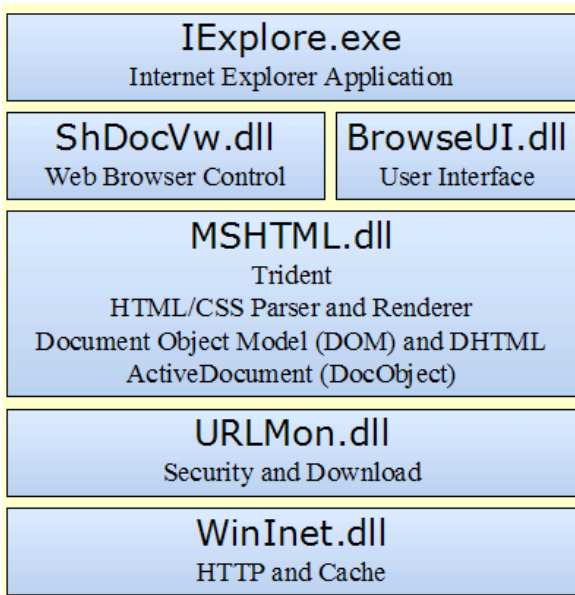 IExplore.exe
Internet Explorer Application
ShDocVw.dll
Web Browser Control
BrowseUI.dll
User Interface
MSHTML.dll
Trident
HTML/CSS Parser and Renderer
Document Object Model (DOM) and DHTML
ActiveDocument (DocObject)
URLMon.dll
Security and Download
WinInet.dll
HTTP and Cache